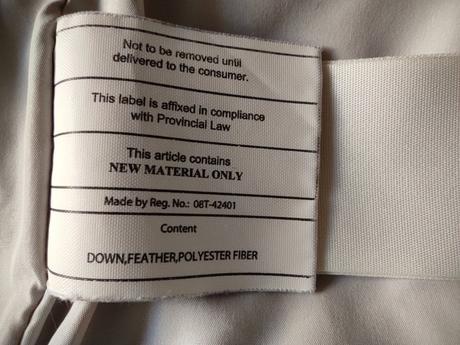 Not to be removed until
delivered to the consumer.
This label is affixed in compliance
with Provincial Law
This article contains
NEW MATERIAL ONLY
Made by Reg. No.: 08T-42401
Content
DOWN,FEATHER,POLYESTER FIBER